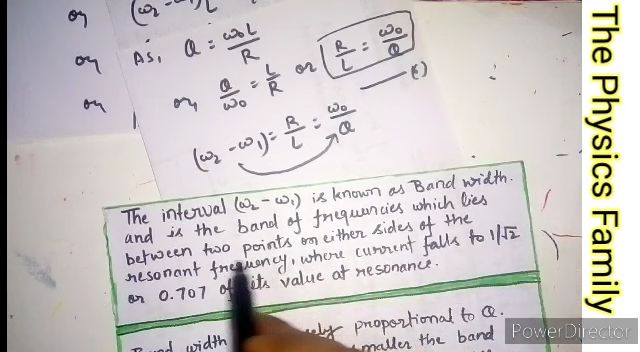 or (ω₂-ω₁)L
or As, Q = ω₀L/R
or or, Q/ω₀ = L/R or R/L = ω₀/Q
(ω₂-ω₁) = R/L = ω₀/Q
The interval (ω₂-ω₁) is known as Band width.
and is the band of frequencies which lies
between two points on either sides of the
resonant frequency, where current falls to 1/√2
or 0.707 of its value at resonance.
width proportional to Q.
smaller the band
The Physics Family
PowerDirector